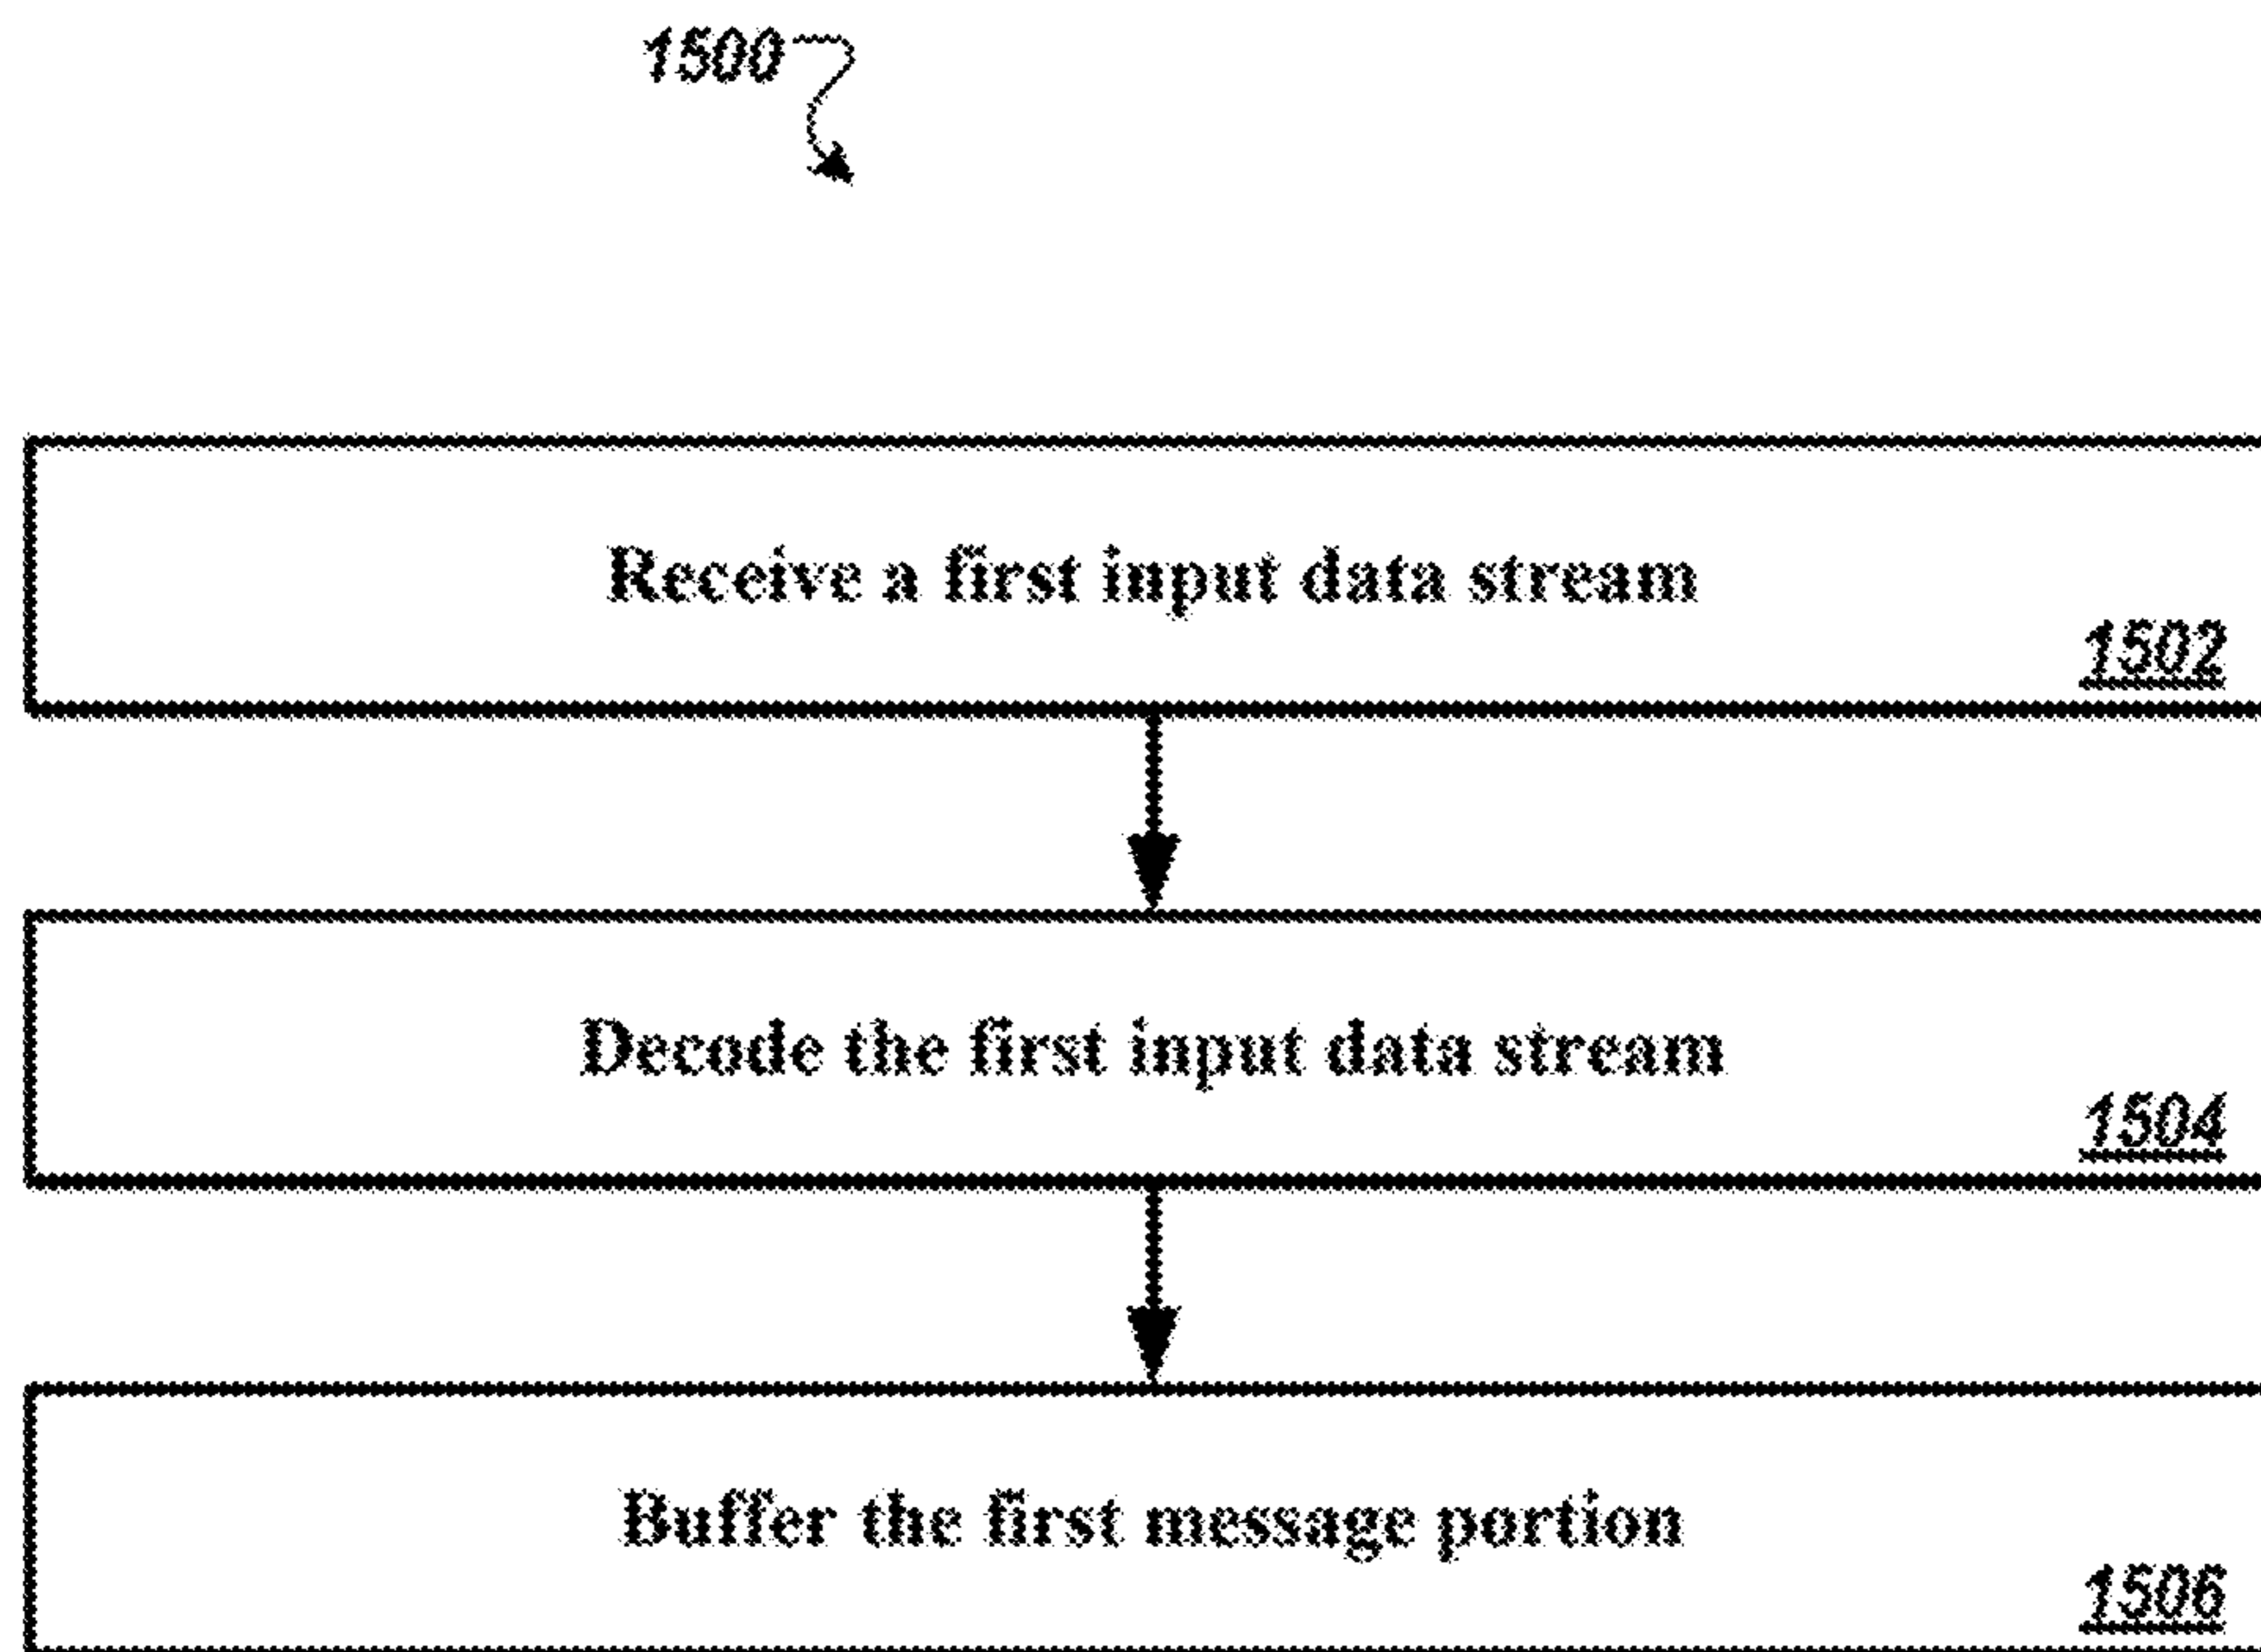 1500
Receive a first input data stream
1502
Decode the first input data stream
1504
Buffer the first message portion
1506